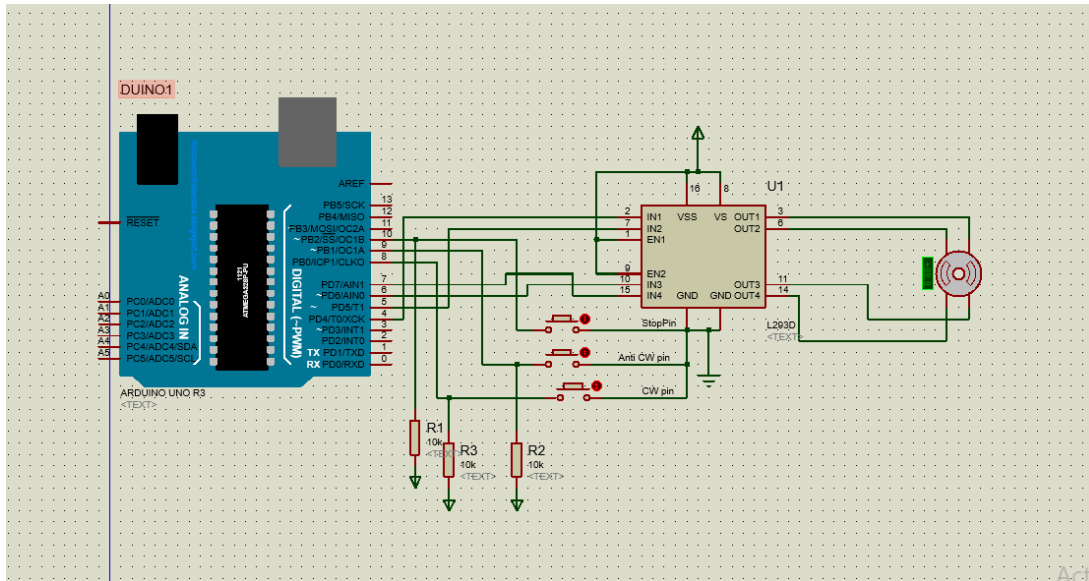 DUINO1
AREF
RESET
PB5/SCK 13
PB4/MISO 12
~PB3/MOSI/OC2A 11
~PB2/SS/OC1B 10
~PB1/OC1A 9
PB0/ICP1/CLKO 8
PD7/AIN1 7
~PD6/AIN0 6
~PD5/T1 5
PD4/T0/XCK 4
~PD3/INT1 3
PD2/INT0 2
TX PD1/TXD 1
RX PD0/RXD 0
A0 PC0/ADC0
A1 PC1/ADC1
A2 PC2/ADC2
A3 PC3/ADC3
A4 PC4/ADC4/SDA
A5 PC5/ADC5/SCL
ANALOG IN
ATMEGA328P-PU
1121
DIGITAL (~PWM)
ARDUINO UNO R3
<TEXT>
U1
16 8
2 IN1 VSS VS OUT1 3
7 IN2 OUT2 6
1 EN1
9 EN2
10 IN3 OUT3 11
15 IN4 GND GND OUT4 14
L293D
<TEXT>
StopPin
Anti CW pin
CW pin
R1
10k
<TEXT>
R3
10k
<TEXT>
R2
10k
<TEXT>